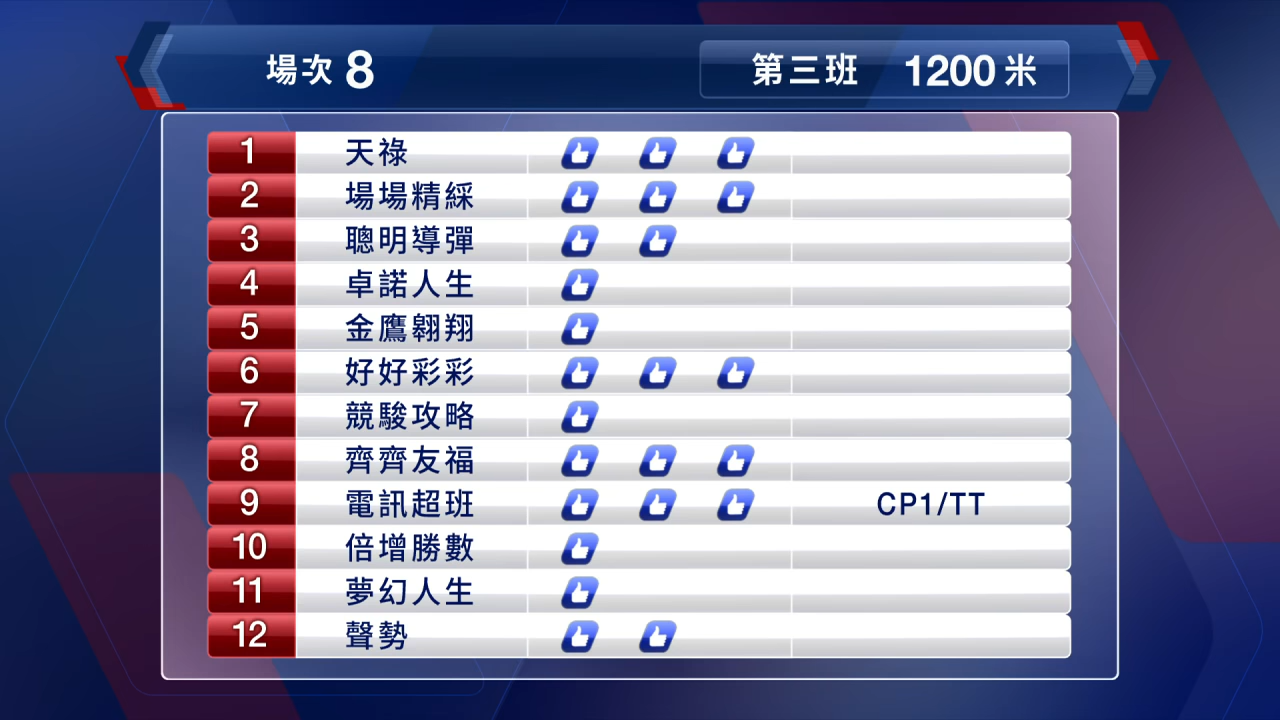 場次 8 第三班 1200 米
1 天祿
2 場場精綵
3 聰明導彈
4 卓諾人生
5 金鷹翱翔
6 好好彩彩
7 競駿攻略
8 齊齊友福
9 電訊超班 CP1/TT
10 倍增勝數
11 夢幻人生
12 聲勢